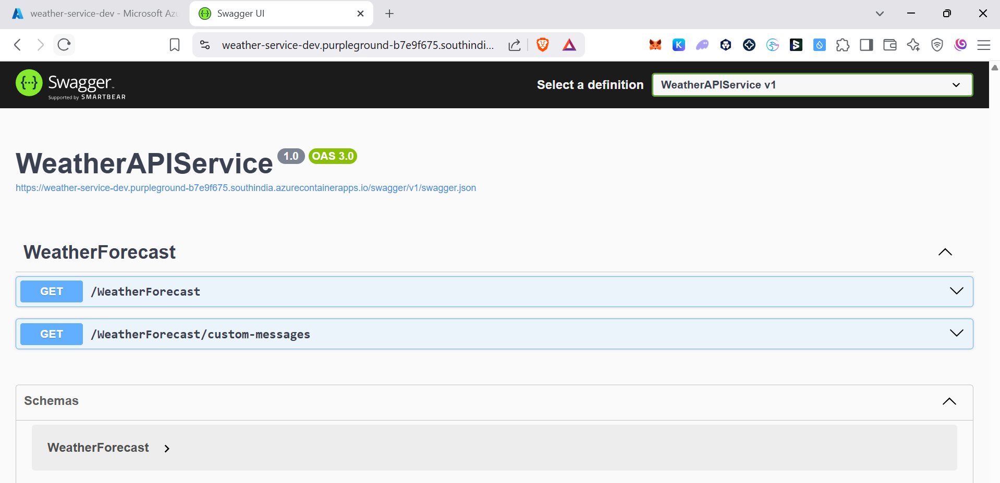 weather-service-dev - Microsoft Azu
Swagger UI
weather-service-dev.purpleground-b7e9f675.southindi...
Swagger
Supported by SMARTBEAR
Select a definition
WeatherAPIService v1
WeatherAPIService 1.0 OAS 3.0
https://weather-service-dev.purpleground-b7e9f675.southindia.azurecontainerapps.io/swagger/v1/swagger.json
WeatherForecast
GET /WeatherForecast
GET /WeatherForecast/custom-messages
Schemas
WeatherForecast